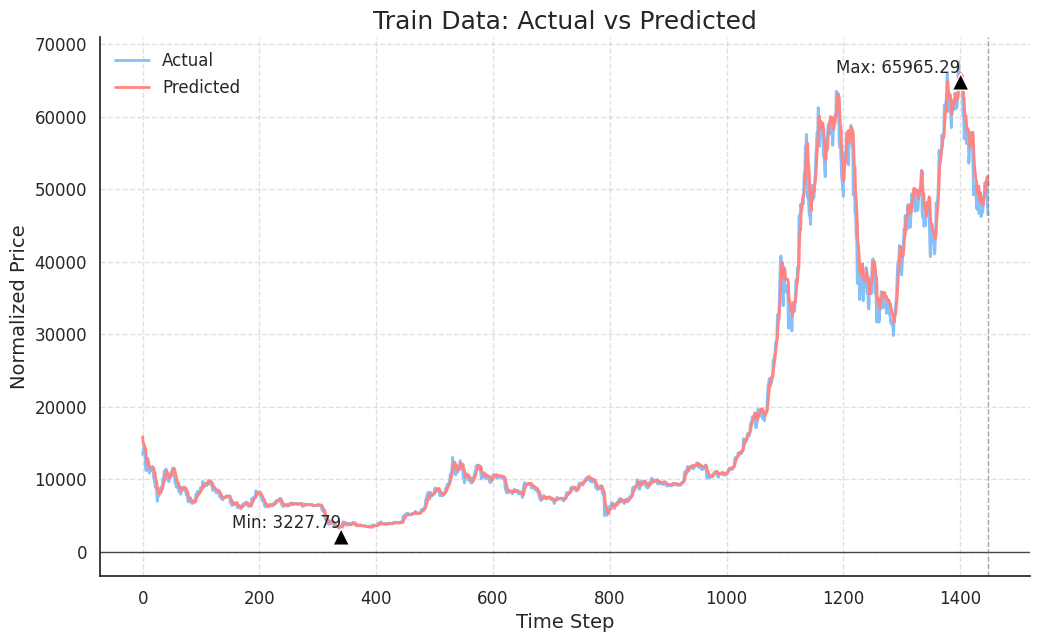 Train Data: Actual vs Predicted
70000
60000
50000
40000
30000
20000
10000
0
Normalized Price
Actual
Predicted
Max: 65965.29
Min: 3227.79
0 200 400 600 800 1000 1200 1400
Time Step